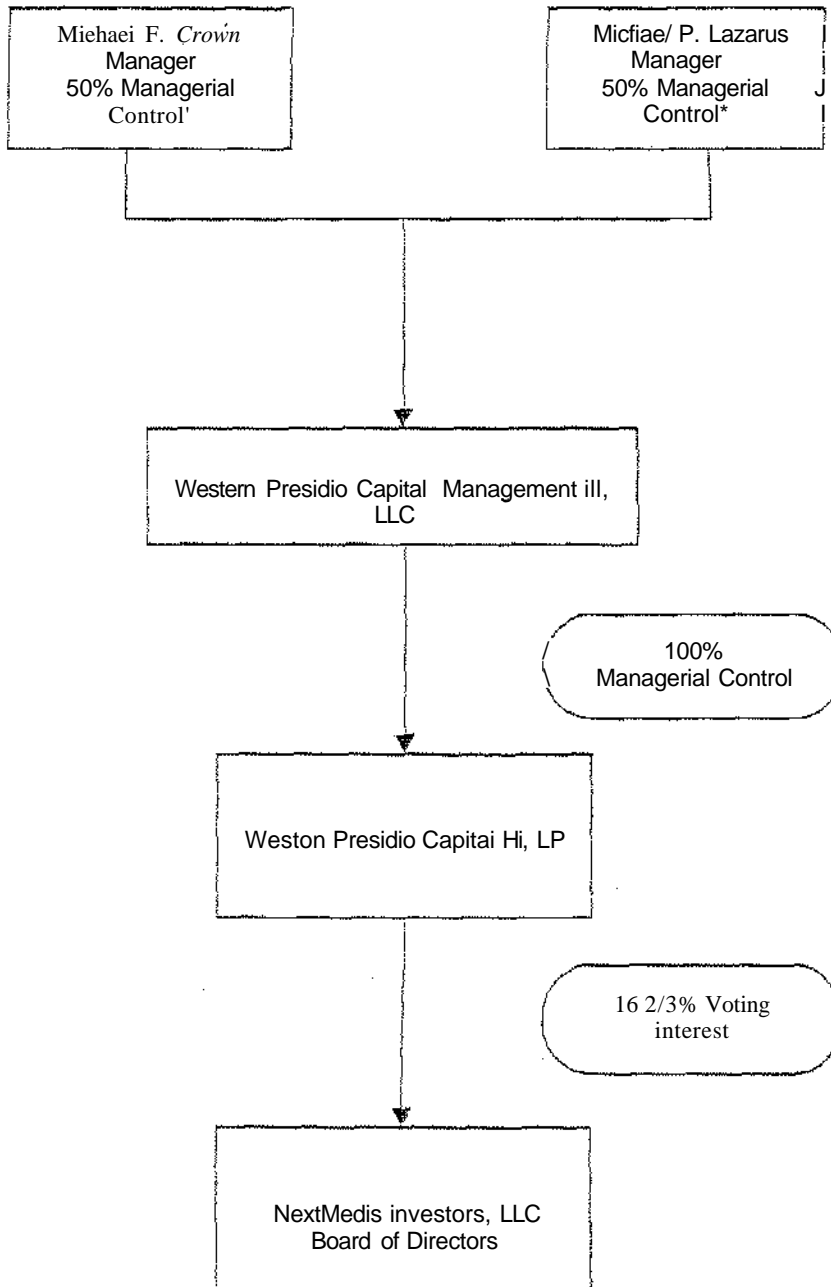 Miehaei F. Crown
Manager
50% Managerial
Control'
Micfiae/ P. Lazarus
Manager
50% Managerial
Control*
Western Presidio Capital Management ill,
LLC
100%
Managerial Control
Weston Presidio Capitai Hi, LP
16 2/3% Voting
interest
NextMedis investors, LLC
Board of Directors